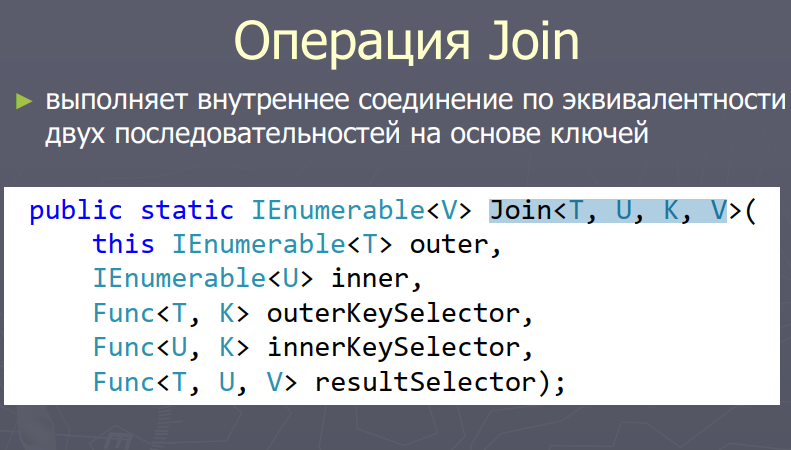 Операция Join
► выполняет внутреннее соединение по эквивалентности
двух последовательностей на основе ключей
public static IEnumerable<V> Join<T, U, K, V>(
this IEnumerable<T> outer,
IEnumerable<U> inner,
Func<T, K> outerKeySelector,
Func<U, K> innerKeySelector,
Func<T, U, V> resultSelector);